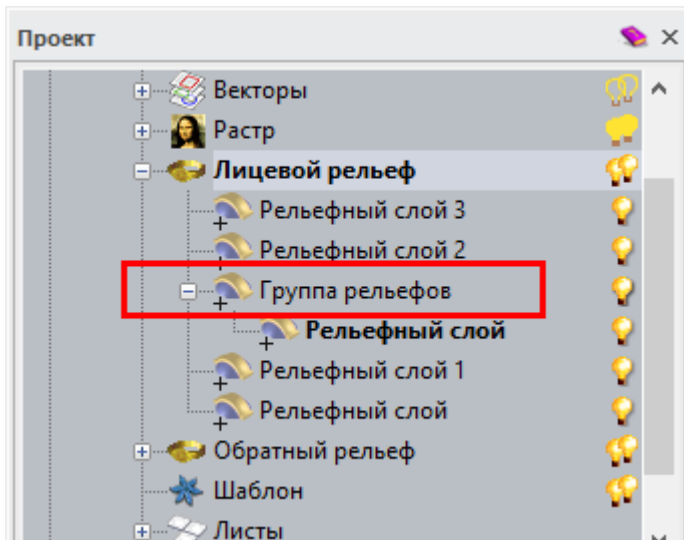 Проект
Векторы
Растр
Лицевой рельеф
Рельефный слой 3
Рельефный слой 2
Группа рельефов
Рельефный слой
Рельефный слой 1
Рельефный слой
Обратный рельеф
Шаблон
Листы